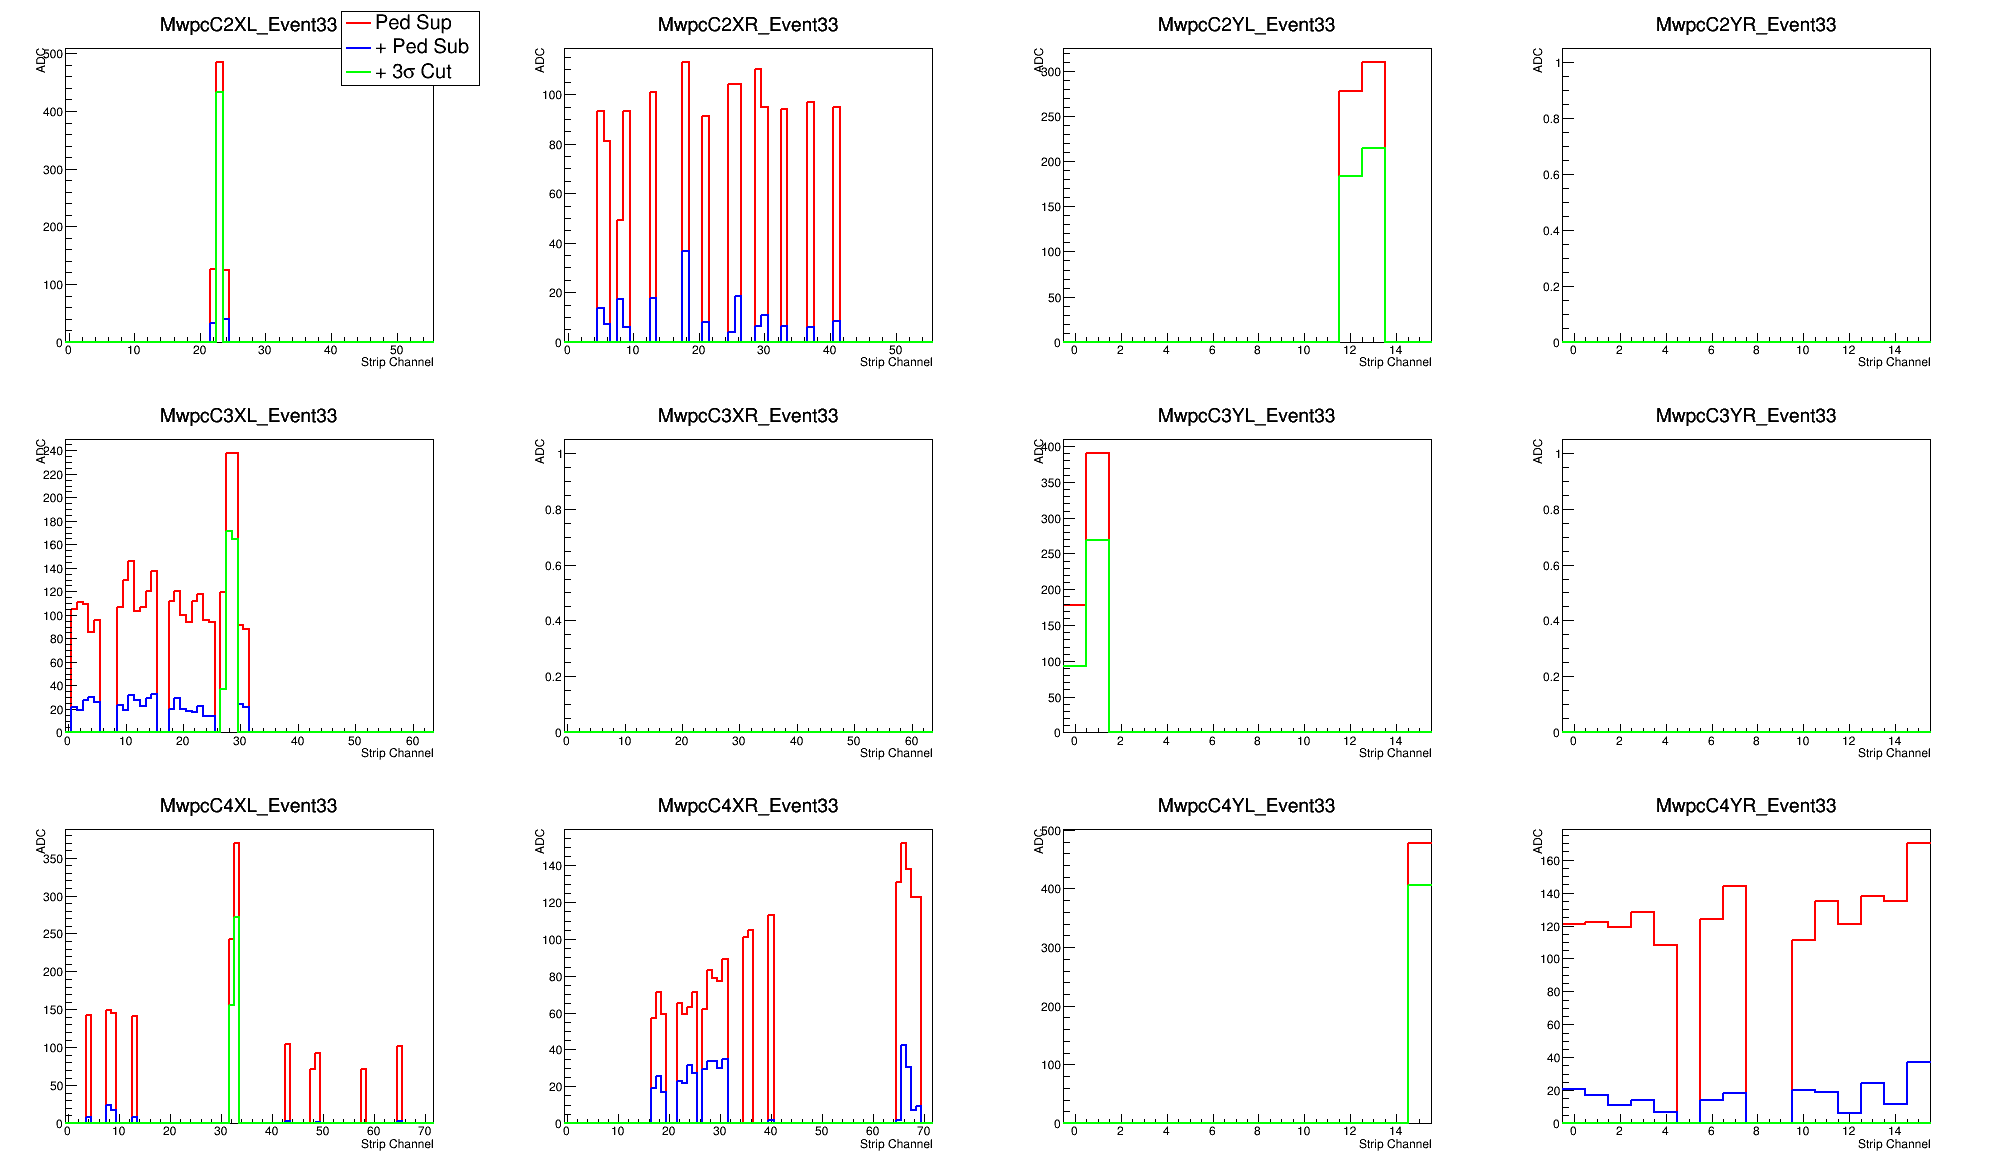 MwpcC2XL_Event33
Ped Sup
+ Ped Sub
+ 3σ Cut
ADC
500
400
300
200
100
0
0 10 20 30 40 50
Strip Channel
MwpcC2XR_Event33
ADC
100
80
60
40
20
0
0 10 20 30 40 50
Strip Channel
MwpcC2YL_Event33
ADC
300
250
200
150
100
50
0
0 2 4 6 8 10 12 14
Strip Channel
MwpcC2YR_Event33
ADC
1
0.8
0.6
0.4
0.2
0
0 2 4 6 8 10 12 14
Strip Channel
MwpcC3XL_Event33
ADC
240
220
200
180
160
140
120
100
80
60
40
20
0
0 10 20 30 40 50 60
Strip Channel
MwpcC3XR_Event33
ADC
1
0.8
0.6
0.4
0.2
0
0 10 20 30 40 50 60
Strip Channel
MwpcC3YL_Event33
ADC
400
350
300
250
200
150
100
50
0
0 2 4 6 8 10 12 14
Strip Channel
MwpcC3YR_Event33
ADC
1
0.8
0.6
0.4
0.2
0
0 2 4 6 8 10 12 14
Strip Channel
MwpcC4XL_Event33
ADC
350
300
250
200
150
100
50
0
0 10 20 30 40 50 60 70
Strip Channel
MwpcC4XR_Event33
ADC
140
120
100
80
60
40
20
0
0 10 20 30 40 50 60 70
Strip Channel
MwpcC4YL_Event33
ADC
500
400
300
200
100
0
0 2 4 6 8 10 12 14
Strip Channel
MwpcC4YR_Event33
ADC
160
140
120
100
80
60
40
20
0
0 2 4 6 8 10 12 14
Strip Channel